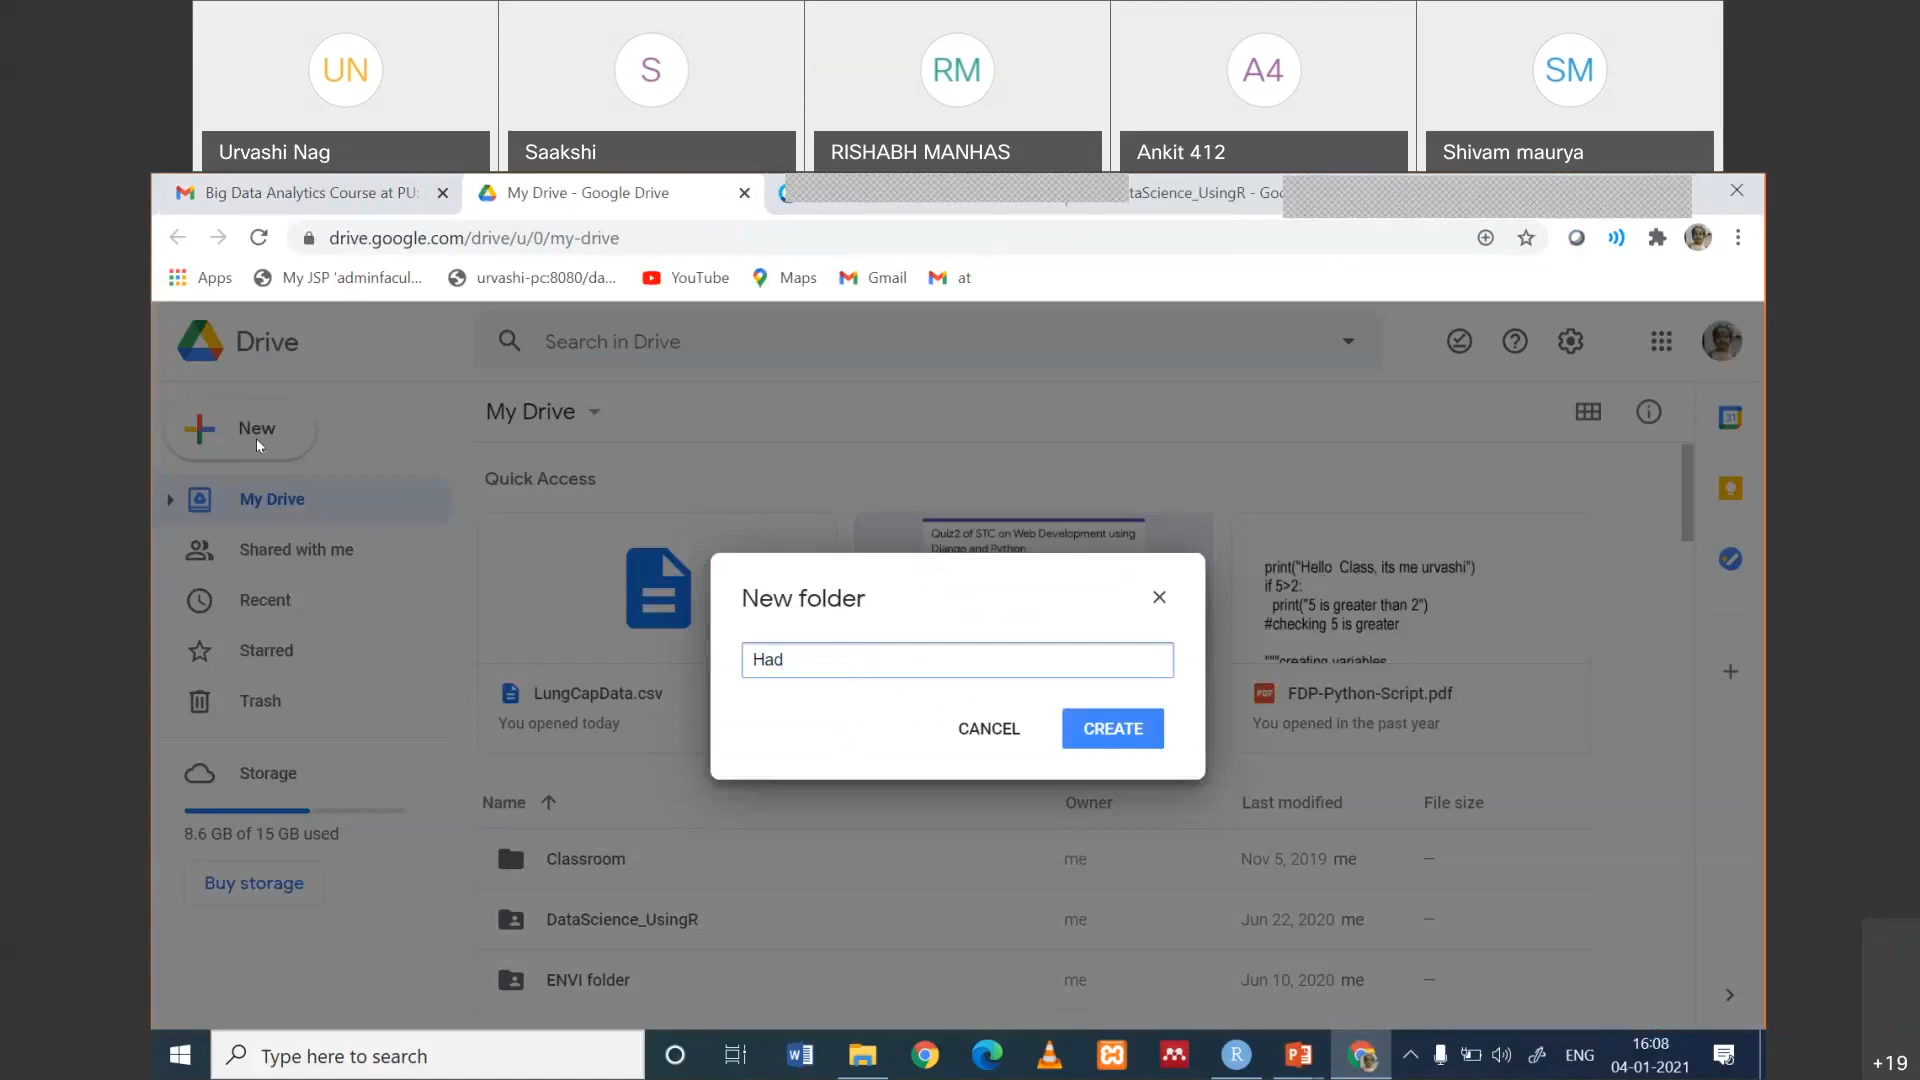 UN
S
RM
A4
SM
Urvashi Nag
Saakshi
RISHABH MANHAS
Ankit 412
Shivam maurya
Big Data Analytics Course at PU
My Drive - Google Drive
taScience_UsingR - Goo
drive.google.com/drive/u/0/my-drive
Apps
My JSP 'adminfacul...
urvashi-pc:8080/da...
YouTube
Maps
Gmail
at
Drive
Search in Drive
New
My Drive
31
Quick Access
My Drive
Shared with me
Recent
Starred
Trash
Storage
8.6 GB of 15 GB used
Buy storage
Quiz2 of STC on Web Development using
Django and Python
print("Hello Class, its me urvashi")
if 5>2:
print("5 is greater than 2")
#checking 5 is greater
"""creating variables
New folder
Had
CANCEL
CREATE
LungCapData.csv
You opened today
PDF
FDP-Python-Script.pdf
You opened in the past year
Name
Owner
Last modified
File size
Classroom
me
Nov 5, 2019 me
—
DataScience_UsingR
me
Jun 22, 2020 me
—
ENVI folder
me
Jun 10, 2020 me
—
Type here to search
ENG
16:08
04-01-2021
+19